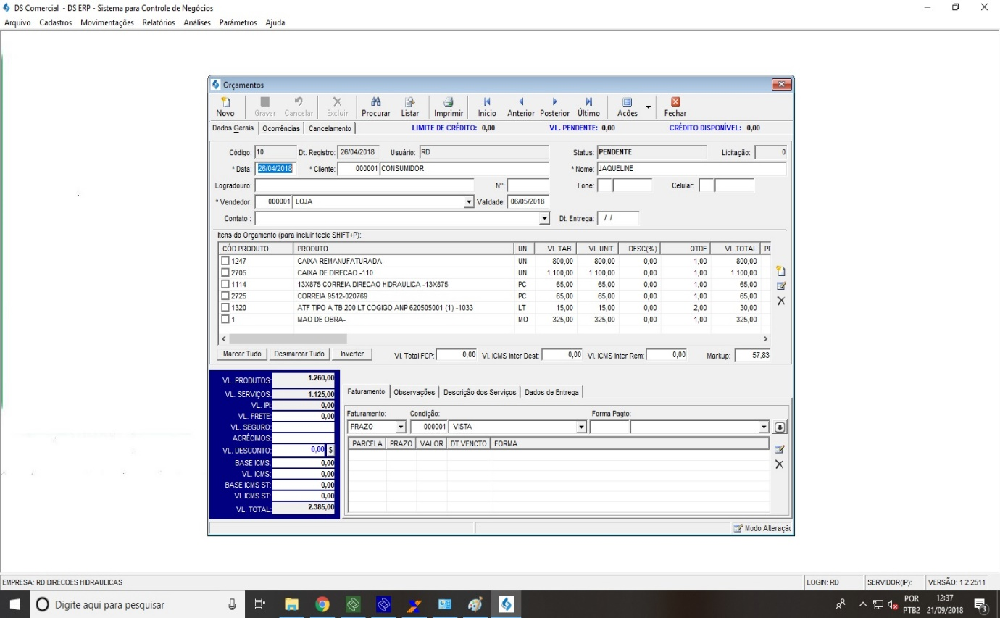 DS Comercial - DS ERP - Sistema para Controle de Negócios
Arquivo Cadastros Movimentações Relatórios Análises Parâmetros Ajuda
Orçamentos
Novo Gravar Cancelar Excluir Procurar Listar Imprimir Inicio Anterior Posterior Último Acões Fechar
Dados Gerais Ocorrências Cancelamento LIMITE DE CRÉDITO: 0,00 VL. PENDENTE: 0,00 CRÉDITO DISPONÍVEL: 0,00
Código: 10 Dt. Registro: 26/04/2018 Usuário: RD Status: PENDENTE Licitação: 0
* Data: 26/04/2018 * Cliente: 000001 CONSUMIDOR * Nome: JAQUELINE
Logradouro: Nº: Fone: Celular:
* Vendedor: 000001 LOJA Validade: 06/05/2018
Contato : Dt. Entrega: / /
Itens do Orçamento (para incluir tecle SHIFT+P):
CÓD.PRODUTO PRODUTO UN VL.TAB. VL.UNIT. DESC(%) QTDE VL.TOTAL PF
1247 CAIXA REMANUFATURADA- UN 800,00 800,00 0,00 1,00 800,00
2705 CAIXA DE DIRECAO.-110 UN 1.100,00 1.100,00 0,00 1,00 1.100,00
1114 13X875 CORREIA DIRECAO HIDRAULICA -13X875 PC 65,00 65,00 0,00 1,00 65,00
2725 CORREIA 9512-020769 PC 65,00 65,00 0,00 1,00 65,00
1320 ATF TIPO A TB 200 LT COGIGO ANP 620505001 (1) -1033 LT 15,00 15,00 0,00 2,00 30,00
1 MAO DE OBRA- MO 325,00 325,00 0,00 1,00 325,00
Marcar Tudo Desmarcar Tudo Inverter Vl. Total FCP: 0,00 Vl. ICMS Inter Dest: 0,00 Vl. ICMS Inter Rem: 0,00 Markup: 57,83
VL. PRODUTOS: 1.260,00
VL. SERVIÇOS: 1.125,00
VL. IPI: 0,00
VL. FRETE: 0,00
VL. SEGURO:
ACRÉCIMOS:
VL. DESCONTO: 0,00 $
BASE ICMS: 0,00
VL. ICMS: 0,00
BASE ICMS ST: 0,00
Vl. ICMS ST: 0,00
VL. TOTAL: 2.385,00
Faturamento Observações Descrição dos Serviços Dados de Entrega
Faturamento: Condição: Forma Pagto:
PRAZO 000001 VISTA
PARCELA PRAZO VALOR DT.VENCTO FORMA
Modo Alteração
EMPRESA: RD DIRECOES HIDRAULICAS LOGIN: RD SERVIDOR(IP): VERSÃO: 1.2.2511
Digite aqui para pesquisar
POR 12:37
PTB2 21/09/2018 3